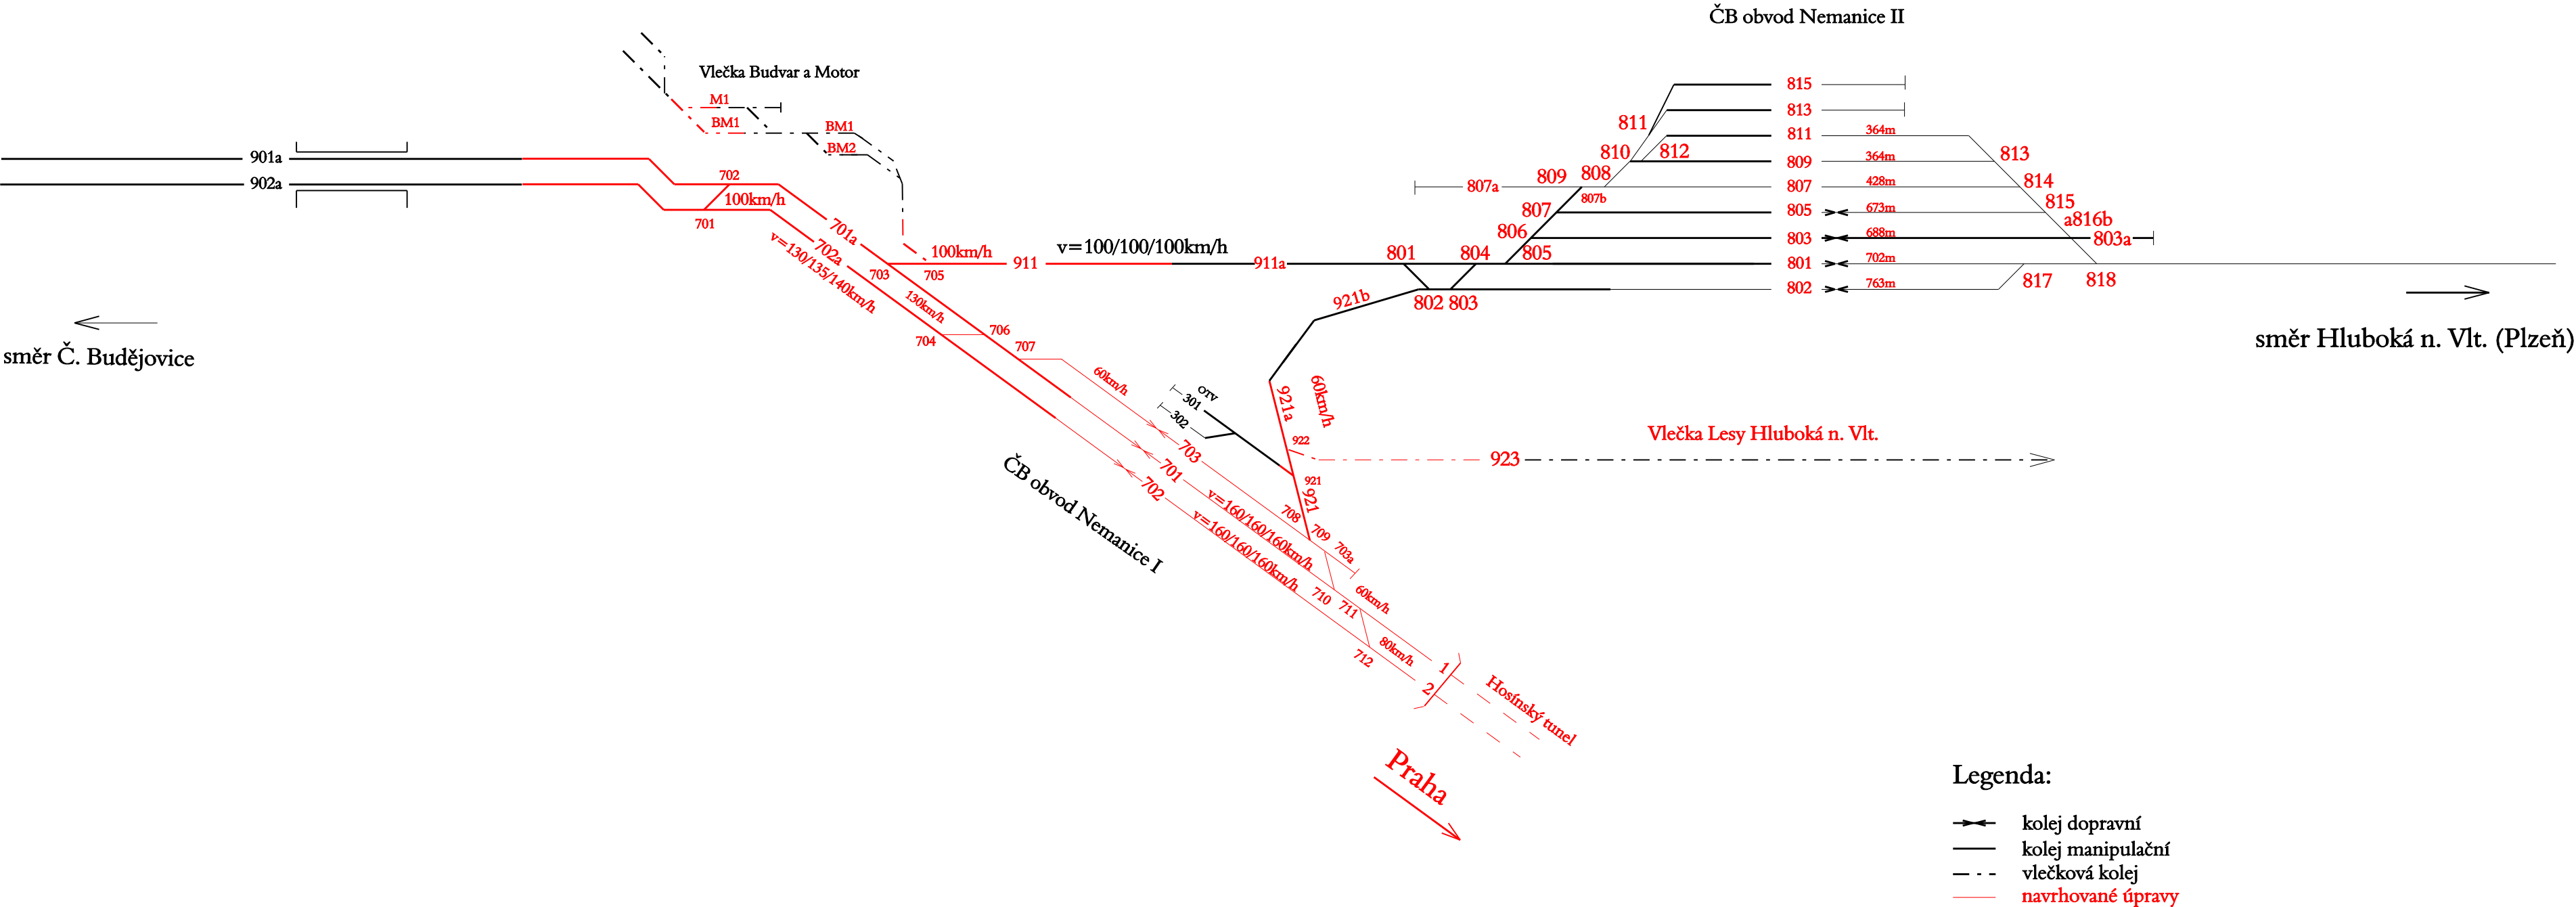 ČB obvod Nemanice II
Vlečka Budvar a Motor
M1
BM1
BM1
BM2
901a
902a
702
100km/h
701
701a
702a
v=130/135/140km/h
703
705
100km/h
911
v=100/100/100km/h
911a
130km/h
704
706
707
60km/h
směr Č. Budějovice
815
813
811
811
364m
810
812
809
364m
813
807a
809
808
807b
807
428m
814
807
805
673m
815
806
803
688m
a816b
803a
801
804
805
801
702m
818
802
803
802
763m
817
921b
směr Hluboká n. Vlt. (Plzeň)
OTV
301
302
921a
60km/h
922
Vlečka Lesy Hluboká n. Vlt.
923
921
921
703
701
702
ČB obvod Nemanice I
v=160/160/160km/h
v=160/160/160km/h
708
709
703a
710
711
60km/h
712
80km/h
1
2
Hosínský tunel
Praha
Legenda:
kolej dopravní
kolej manipulační
vlečková kolej
navrhované úpravy